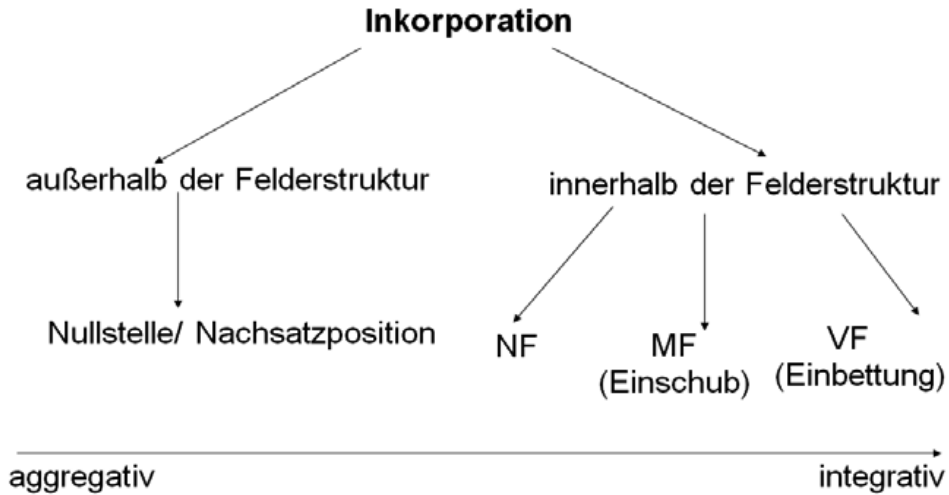 Inkorporation
außerhalb der Felderstruktur
innerhalb der Felderstruktur
Nullstelle/ Nachsatzposition
NF
MF
(Einschub)
VF
(Einbettung)
aggregativ
integrativ